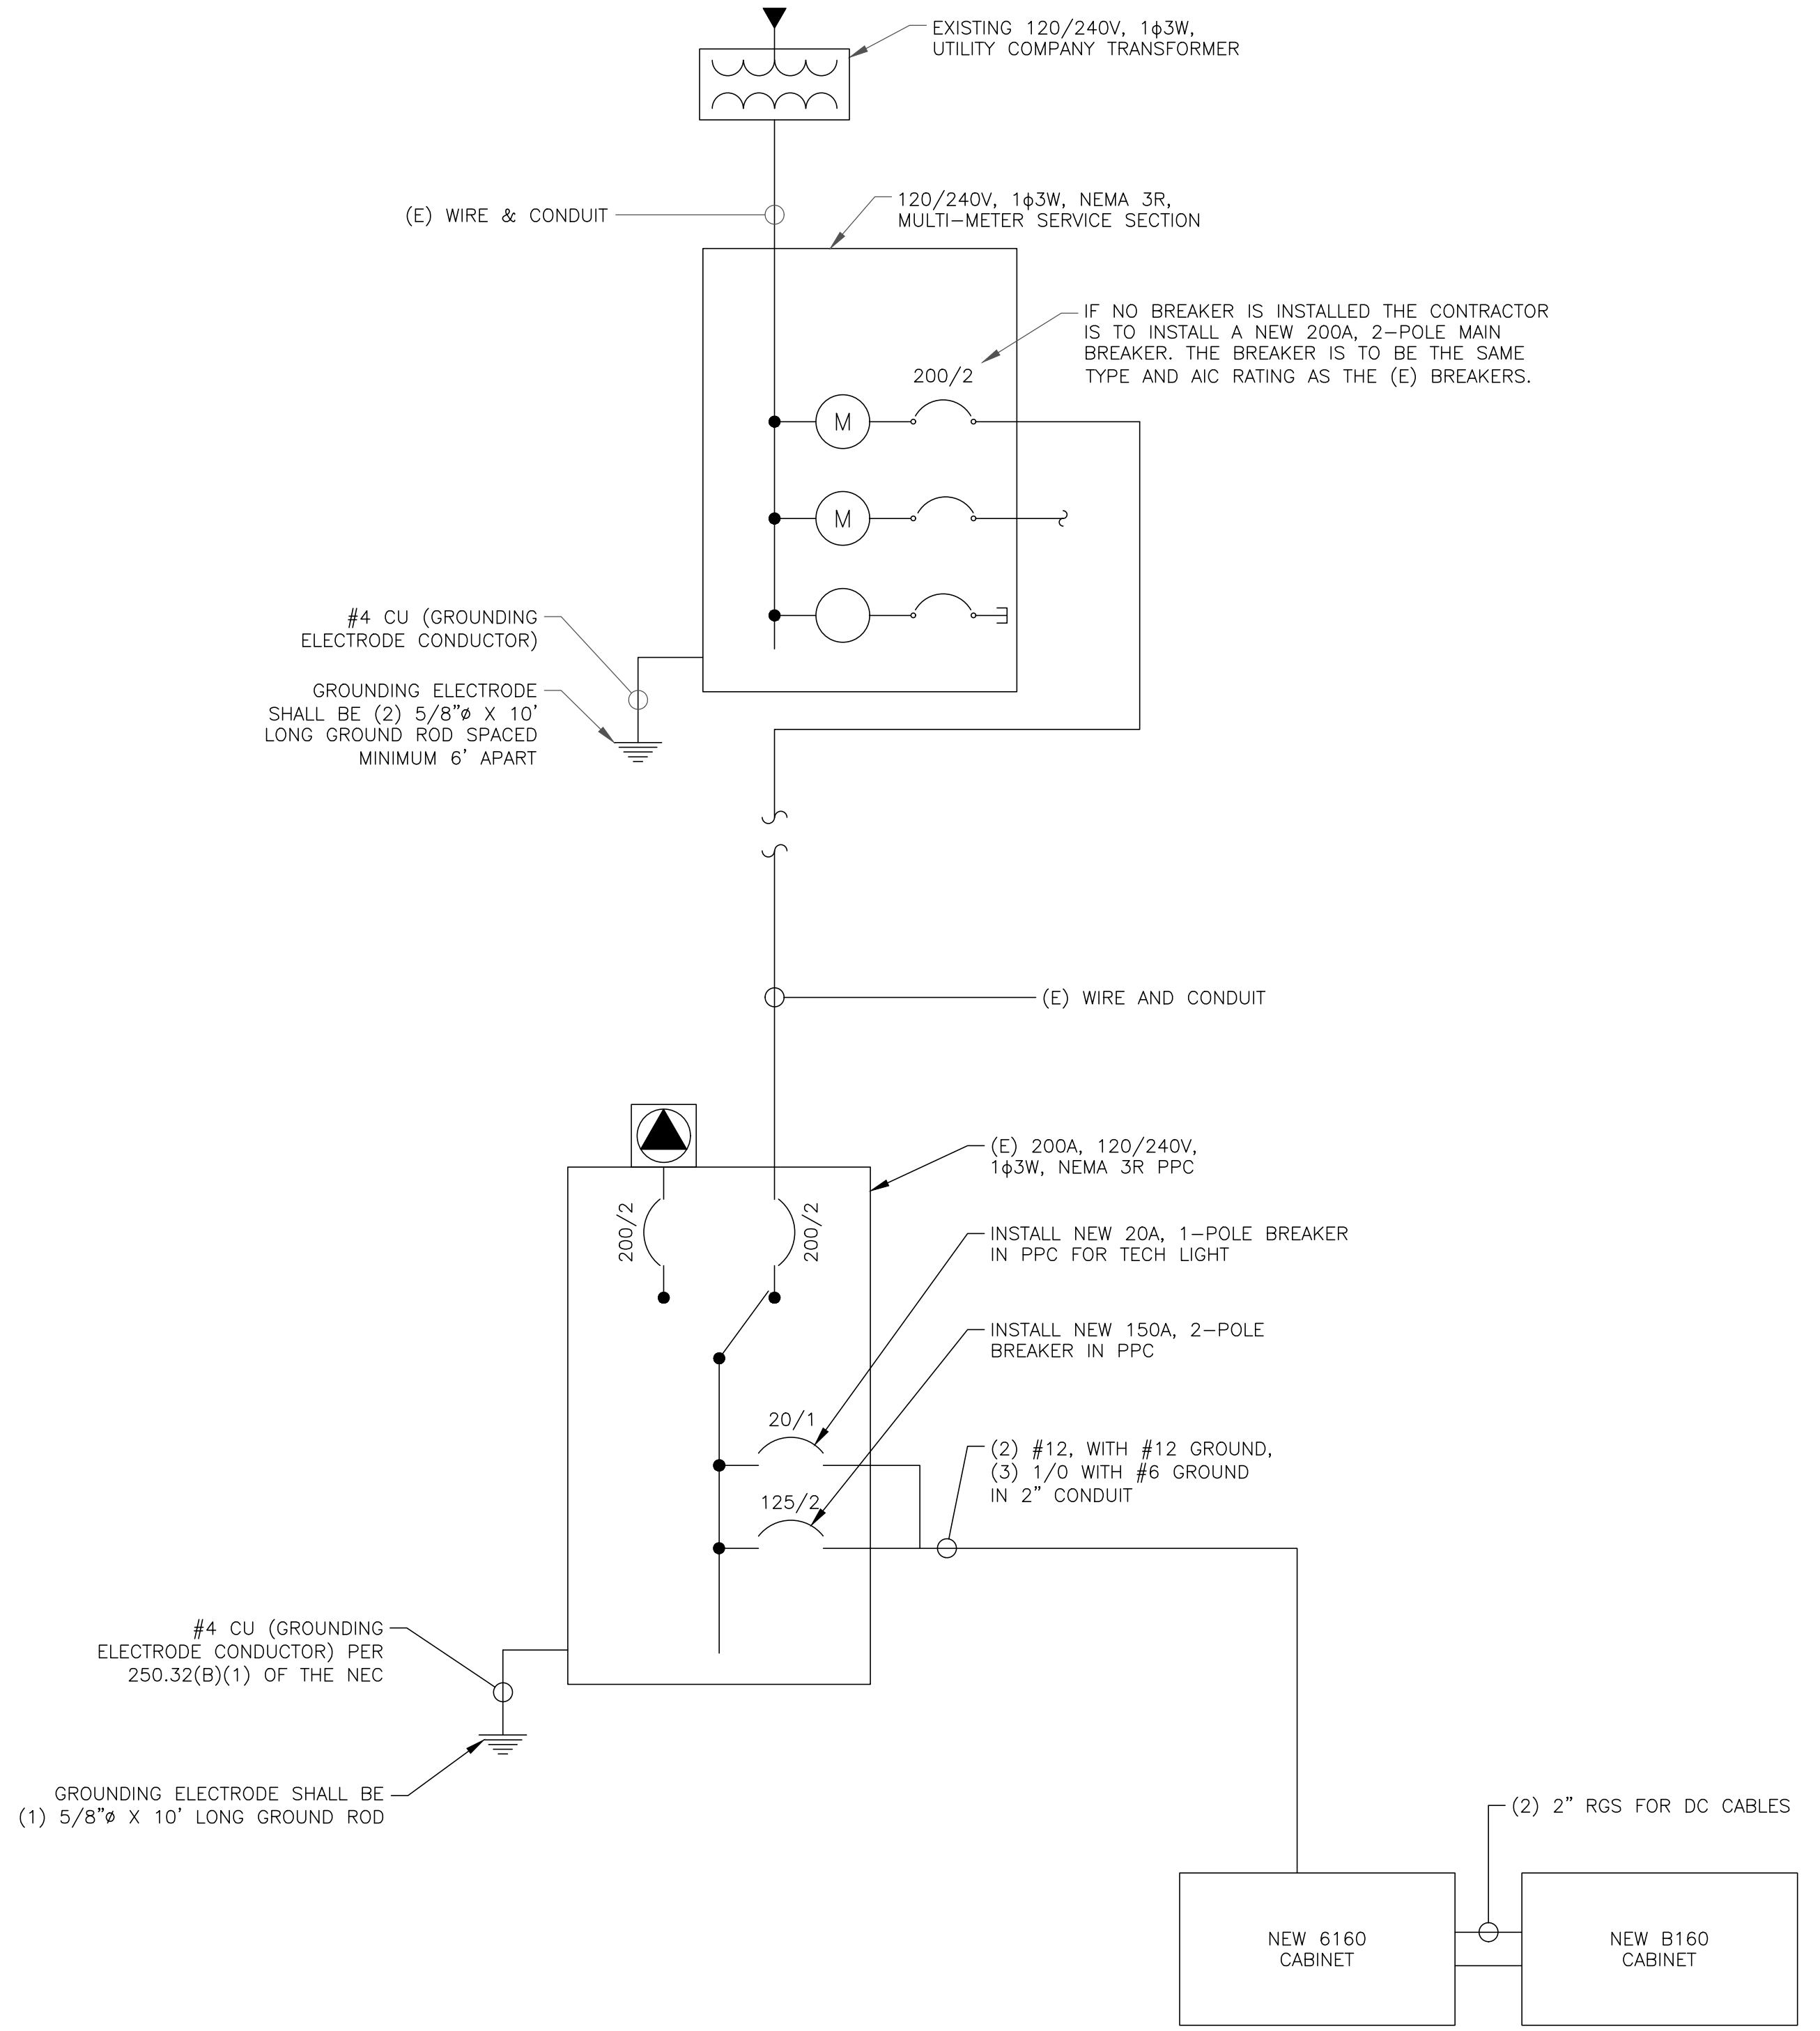 EXISTING 120/240V, 1ϕ3W,
UTILITY COMPANY TRANSFORMER
(E) WIRE & CONDUIT
120/240V, 1ϕ3W, NEMA 3R,
MULTI-METER SERVICE SECTION
IF NO BREAKER IS INSTALLED THE CONTRACTOR
IS TO INSTALL A NEW 200A, 2-POLE MAIN
BREAKER. THE BREAKER IS TO BE THE SAME
TYPE AND AIC RATING AS THE (E) BREAKERS.
200/2
M
M
#4 CU (GROUNDING
ELECTRODE CONDUCTOR)
GROUNDING ELECTRODE
SHALL BE (2) 5/8"ø X 10'
LONG GROUND ROD SPACED
MINIMUM 6' APART
(E) WIRE AND CONDUIT
(E) 200A, 120/240V,
1ϕ3W, NEMA 3R PPC
200/2
200/2
INSTALL NEW 20A, 1-POLE BREAKER
IN PPC FOR TECH LIGHT
INSTALL NEW 150A, 2-POLE
BREAKER IN PPC
20/1
125/2
(2) #12, WITH #12 GROUND,
(3) 1/0 WITH #6 GROUND
IN 2" CONDUIT
#4 CU (GROUNDING
ELECTRODE CONDUCTOR) PER
250.32(B)(1) OF THE NEC
GROUNDING ELECTRODE SHALL BE
(1) 5/8"ø X 10' LONG GROUND ROD
(2) 2" RGS FOR DC CABLES
NEW 6160
CABINET
NEW B160
CABINET